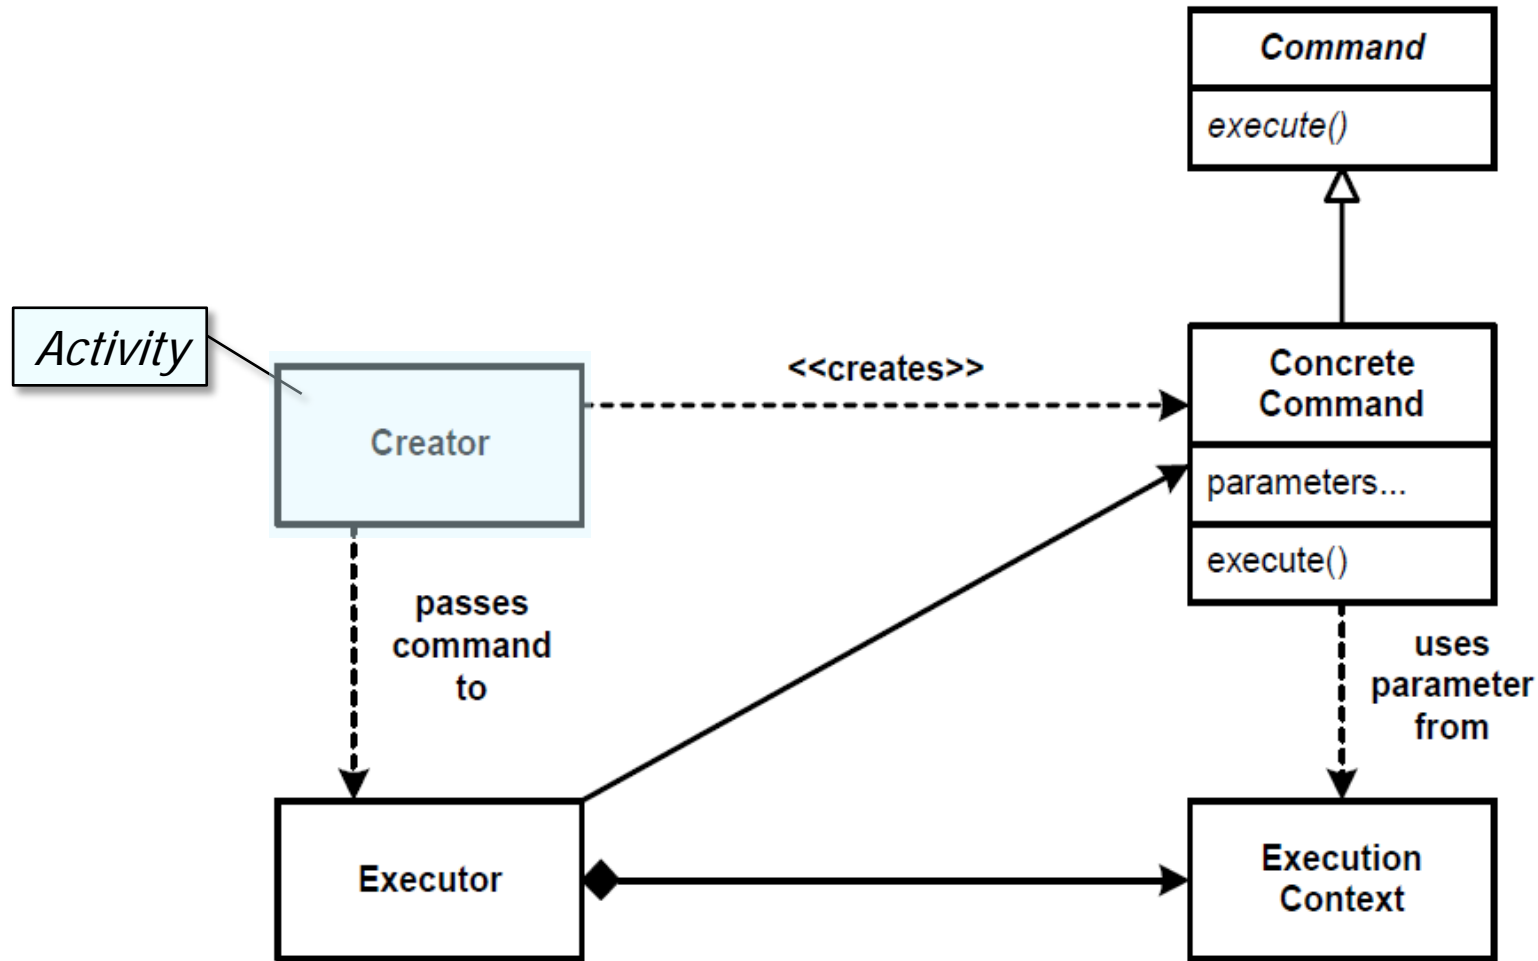 Command
execute()
Activity
Creator
<<creates>>
Concrete
Command
parameters...
execute()
passes
command
to
uses
parameter
from
Executor
Execution
Context